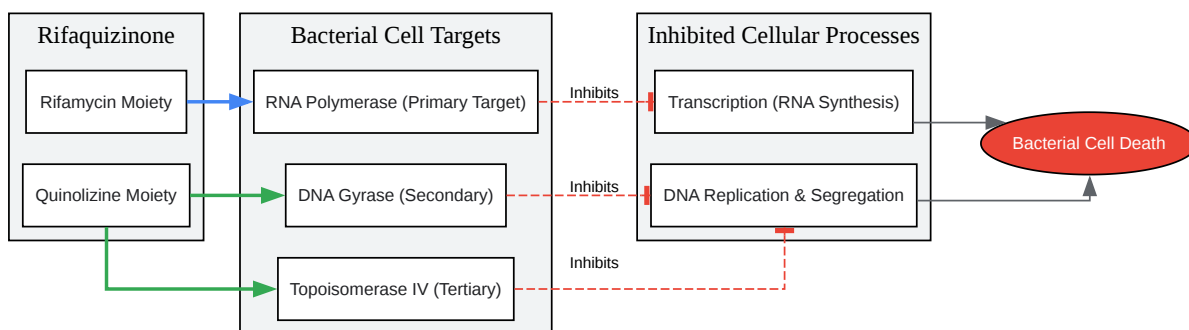 Rifaquizinone
Bacterial Cell Targets
Inhibited Cellular Processes
Rifamycin Moiety
RNA Polymerase (Primary Target)
Inhibits
Transcription (RNA Synthesis)
Bacterial Cell Death
Quinolizine Moiety
DNA Gyrase (Secondary)
Inhibits
DNA Replication & Segregation
Topoisomerase IV (Tertiary)
Inhibits